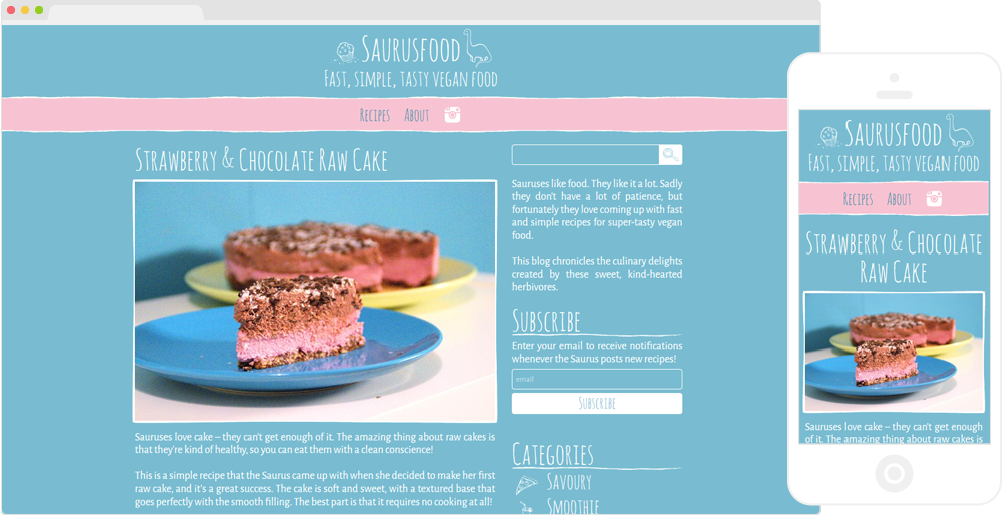 Saurusfood
Fast, simple, tasty vegan food
Recipes About
Strawberry & Chocolate Raw Cake
Sauruses love cake – they can't get enough of it. The amazing thing about raw cakes is
that they're kind of healthy, so you can eat them with a clean conscience!
This is a simple recipe that the Saurus came up with when she decided to make her first
raw cake, and it's a great success. The cake is soft and sweet, with a textured base that
goes perfectly with the smooth filling. The best part is that it requires no cooking at all!
Sauruses like food. They like it a lot. Sadly
they don't have a lot of patience, but
fortunately they love coming up with fast
and simple recipes for super-tasty vegan
food.
This blog chronicles the culinary delights
created by these sweet, kind-hearted
herbivores.
Subscribe
Enter your email to receive notifications
whenever the Saurus posts new recipes!
email
Subscribe
Categories
Savoury
Smoothie
Saurusfood
Fast, simple, tasty vegan food
Recipes About
Strawberry & Chocolate
Raw Cake
Sauruses love cake – they can't get enough
of it. The amazing thing about raw cakes is